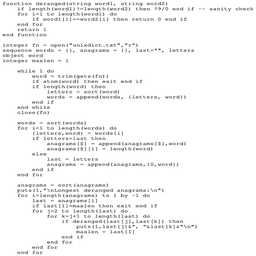 function deranged(string word1, string word2)
    if length(word1)!=length(word2) then ?9/0 end if -- sanity check
    for i=1 to length(word1) do
        if word1[i]=word2[i] then return 0 end if
    end for
    return 1
end function

integer fn = open("unixdict.txt","r")
sequence words = {}, anagrams = {}, last="", letters
object word
integer maxlen = 1

    while 1 do
        word = trim(gets(fn))
        if atom(word) then exit end if
        if length(word) then
            letters = sort(word)
            words = append(words, {letters, word})
        end if
    end while
    close(fn)

    words = sort(words)
    for i=1 to length(words) do
        {letters,word} = words[i]
        if letters=last then
            anagrams[$] = append(anagrams[$],word)
            anagrams[$][1] = length(word)
        else
            last = letters
            anagrams = append(anagrams,{0,word})
        end if
    end for

    anagrams = sort(anagrams)
    puts(1,"\nLongest deranged anagrams\n")
    for i=length(anagrams) to 1 by -1 do
        last = anagrams[i]
        if last[1]<maxlen then exit end if
        for j=2 to length(last) do
            for k=j+1 to length(last) do
                if deranged(last[j],last[k]) then
                    puts(1,last[j]&", "&last[k]&"\n")
                    maxlen = last[1]
                end if
            end for
        end for
    end for